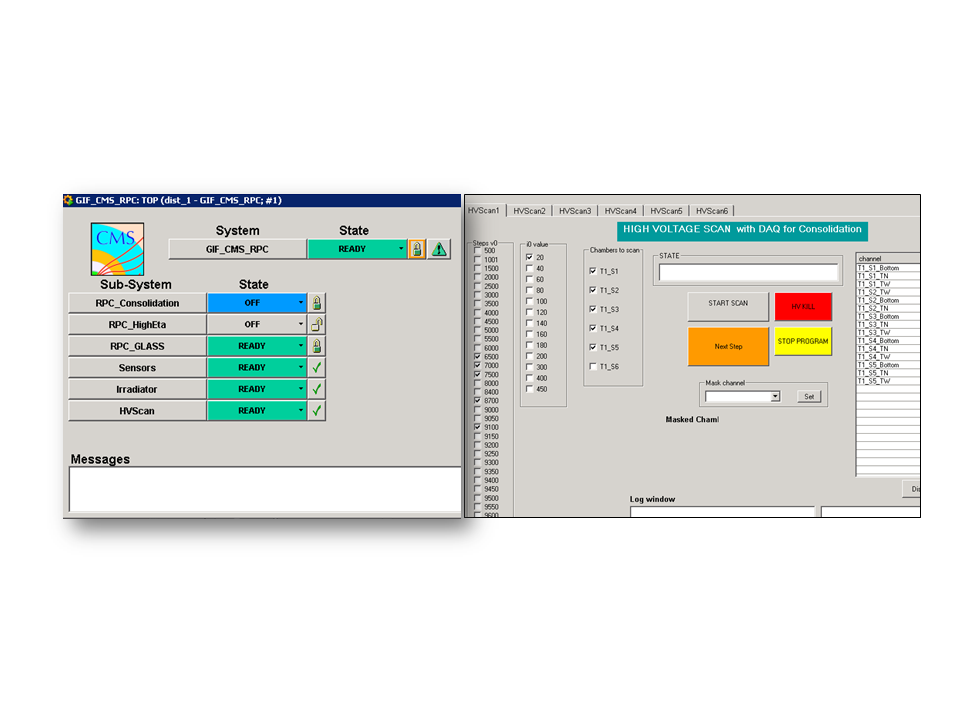 GIF_CMS_RPC: TOP (dist_1 - GIF_CMS_RPC; #1)
CMS
System State
GIF_CMS_RPC READY
Sub-System State
RPC_Consolidation OFF
RPC_HighEta OFF
RPC_GLASS READY
Sensors READY
Irradiator READY
HVScan READY
Messages
HVScan1 HVScan2 HVScan3 HVScan4 HVScan5 HVScan6
HIGH VOLTAGE SCAN with DAQ for Consolidation
Steps v0
500
1001
1500
2000
2500
3000
3500
4000
4500
5000
5500
6000
6500
7000
7500
8000
8400
8700
9000
9050
9100
9150
9200
9250
9300
9350
9400
9450
9500
9550
9600
i0 value
20
40
60
80
100
120
140
160
180
200
300
400
450
Chambers to scan
T1_S1
T1_S2
T1_S3
T1_S4
T1_S5
T1_S6
STATE
START SCAN
HV KILL
Next Step
STOP PROGRAM
Mask channel
Set
Masked Cham
Log window
channel
T1_S1_Bottom
T1_S1_TN
T1_S1_TW
T1_S2_TW
T1_S2_Bottom
T1_S2_TN
T1_S3_Bottom
T1_S3_TN
T1_S3_TW
T1_S4_Bottom
T1_S4_TN
T1_S4_TW
T1_S5_Bottom
T1_S5_TN
T1_S5_TW